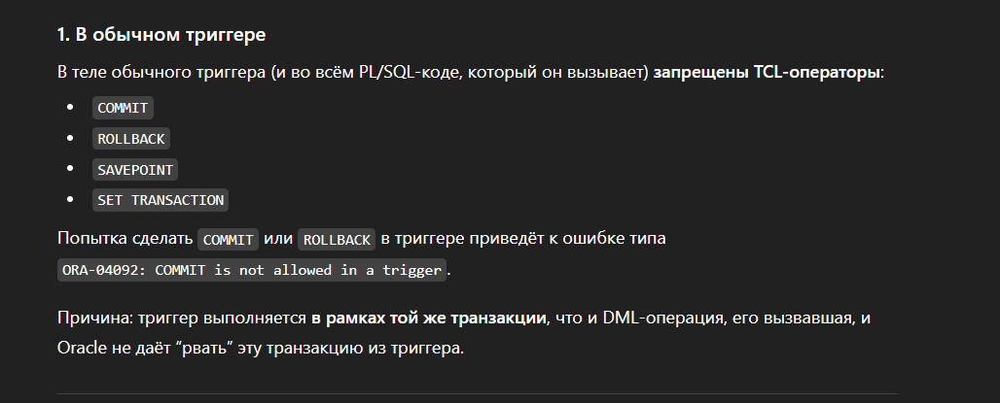 1. В обычном триггере
В теле обычного триггера (и во всём PL/SQL-коде, который он вызывает) запрещены TCL-операторы:
• COMMIT
• ROLLBACK
• SAVEPOINT
• SET TRANSACTION
Попытка сделать COMMIT или ROLLBACK в триггере приведёт к ошибке типа
ORA-04092: COMMIT is not allowed in a trigger.
Причина: триггер выполняется в рамках той же транзакции, что и DML-операция, его вызвавшая, и
Oracle не даёт “рвать” эту транзакцию из триггера.